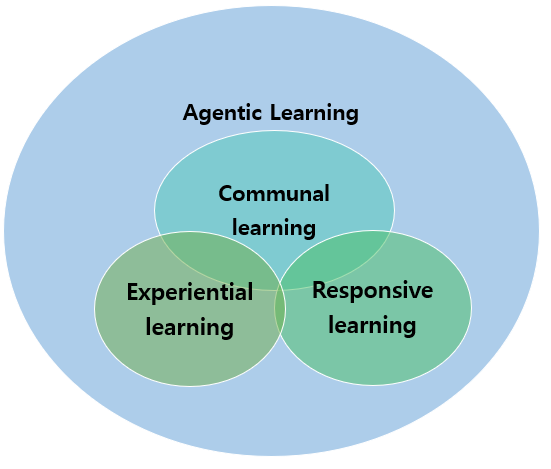 Agentic Learning
Communal
learning
Experiential
learning
Responsive
learning